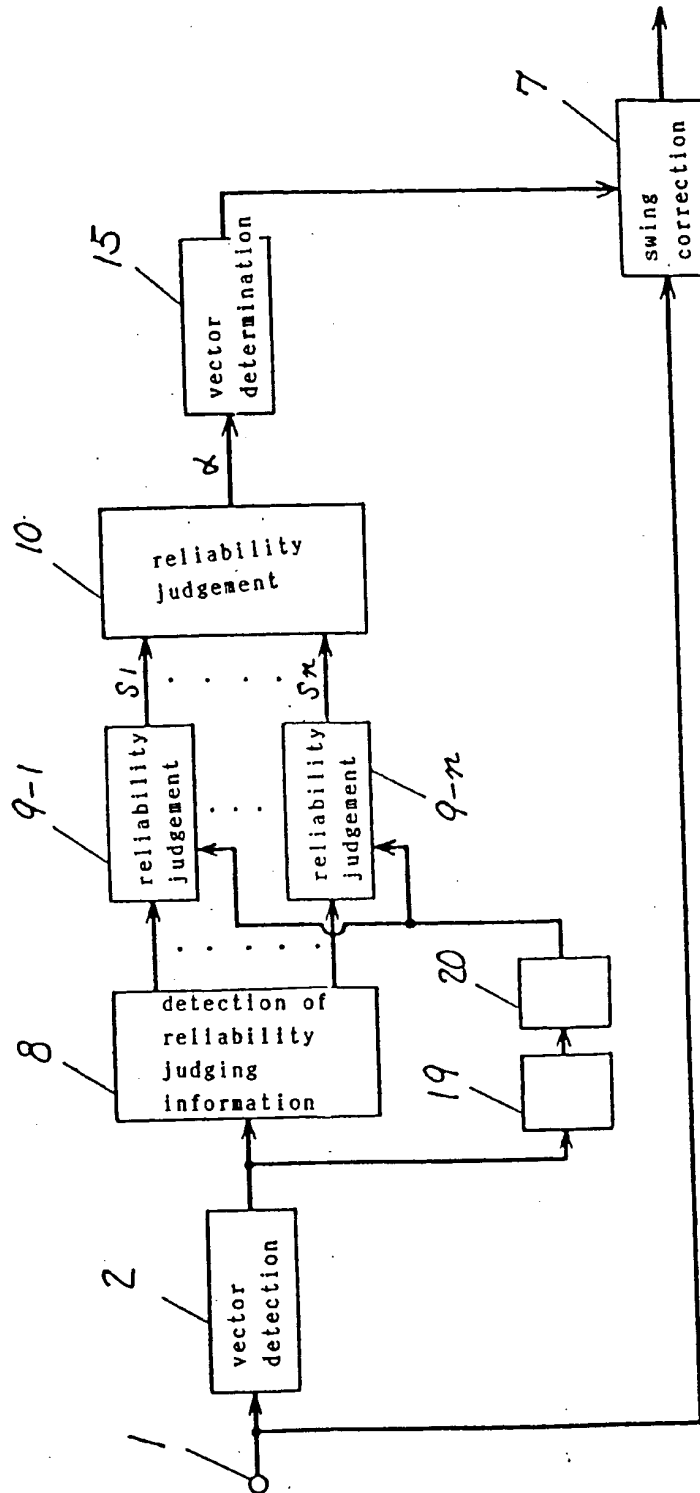 1
2
vector
detection
8
detection of
reliability
judging
information
19
20
9-1
reliability
judgement
9-n
reliability
judgement
S1
Sn
10
reliability
judgement
α
15
vector
determination
7
swing
correction